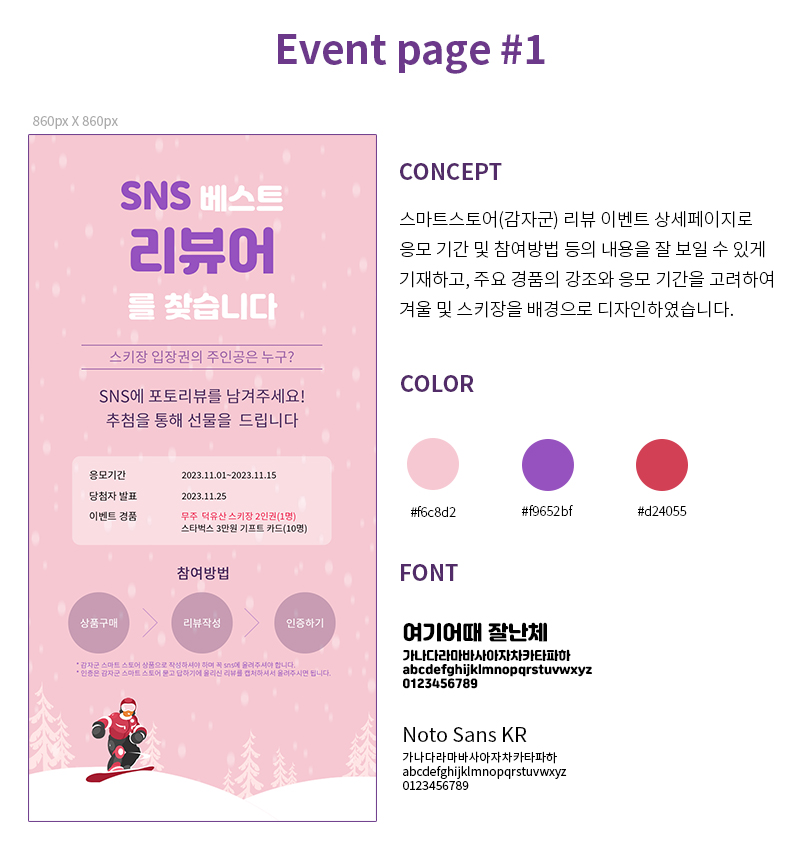 Event page #1
860px X 860px
SNS 베스트
리뷰어
를 찾습니다
스키장 입장권의 주인공은 누구?
SNS에 포토리뷰를 남겨주세요!
추첨을 통해 선물을 드립니다
응모기간 2023.11.01~2023.11.15
당첨자 발표 2023.11.25
이벤트 경품 무주 덕유산 스키장 2인권(1명)
스타벅스 3만원 기프트 카드(10명)
참여방법
상품구매 리뷰작성 인증하기
* 감자군 스마트 스토어 상품으로 작성하셔야 하며 꼭 sns에 올려주셔야 합니다.
* 인증은 감자군 스마트 스토어 묻고 답하기에 올리신 리뷰를 캡처하셔서 올려주시면 됩니다.
CONCEPT
스마트스토어(감자군) 리뷰 이벤트 상세페이지로
응모 기간 및 참여방법 등의 내용을 잘 보일 수 있게
기재하고, 주요 경품의 강조와 응모 기간을 고려하여
겨울 및 스키장을 배경으로 디자인하였습니다.
COLOR
#f6c8d2 #f9652bf #d24055
FONT
여기어때 잘난체
가나다라마바사아자차카타파하
abcdefghijklmnopqrstuvwxyz
0123456789
Noto Sans KR
가나다라마바사아자차카타파하
abcdefghijklmnopqrstuvwxyz
0123456789